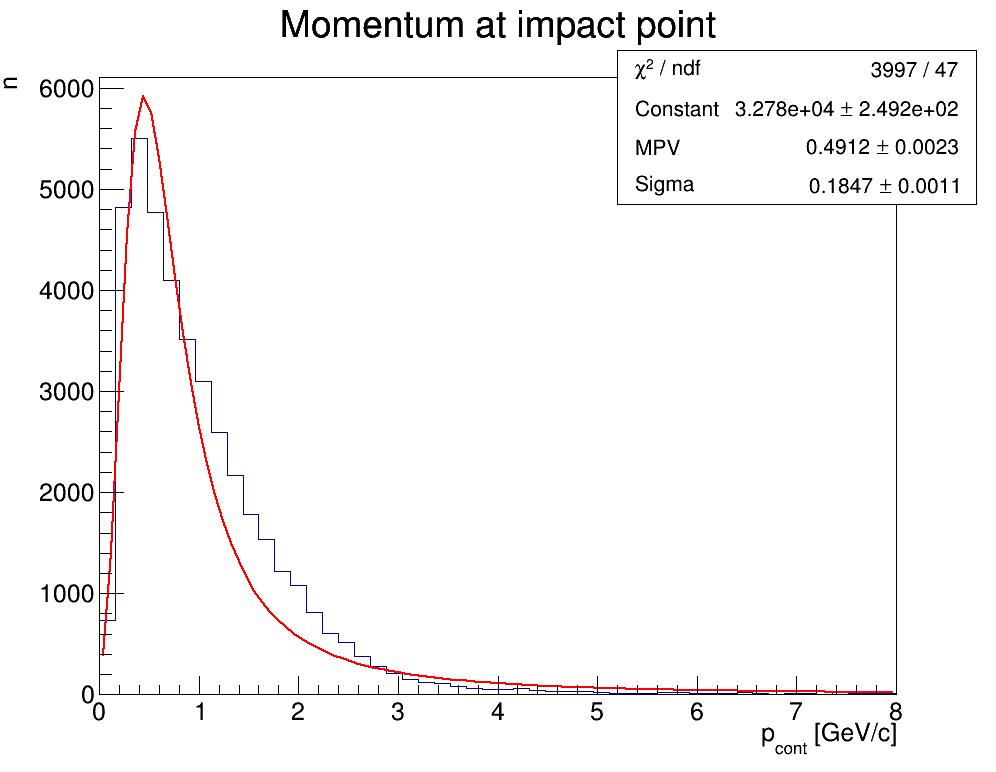 Momentum at impact point
χ² / ndf 3997 / 47
Constant 3.278e+04 ± 2.492e+02
MPV 0.4912 ± 0.0023
Sigma 0.1847 ± 0.0011
n
6000
5000
4000
3000
2000
1000
0
0 1 2 3 4 5 6 7 8
p_cont [GeV/c]